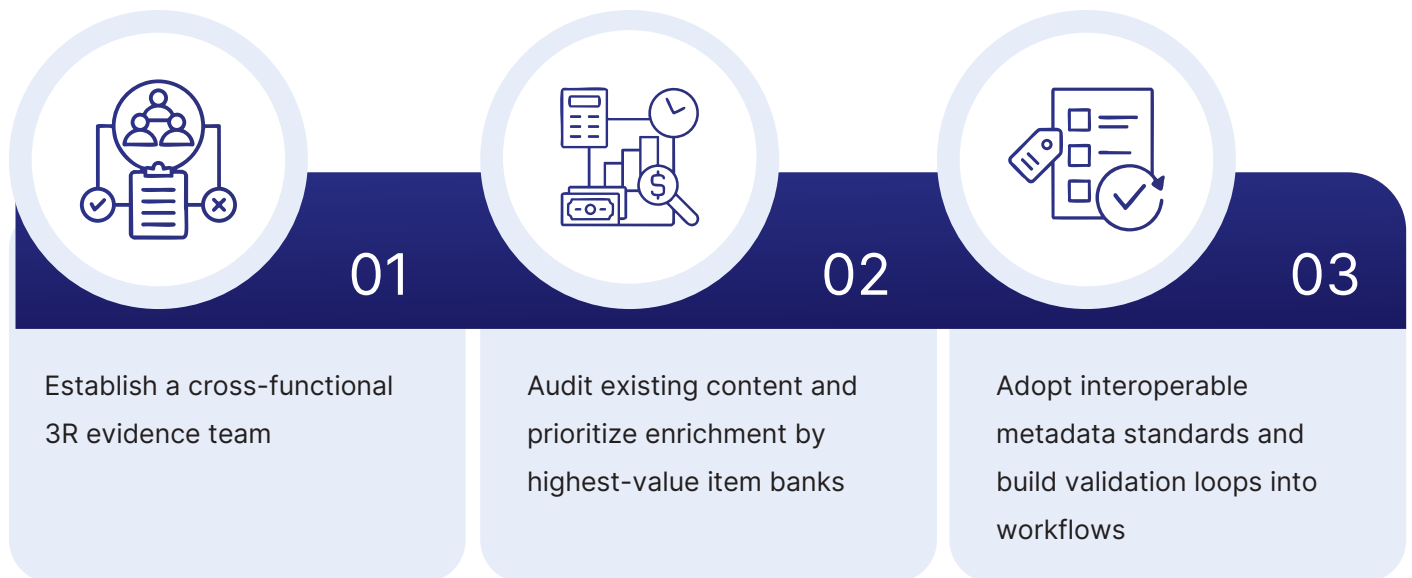 01
Establish a cross-functional
3R evidence team
02
Audit existing content and
prioritize enrichment by
highest-value item banks
03
Adopt interoperable
metadata standards and
build validation loops into
workflows